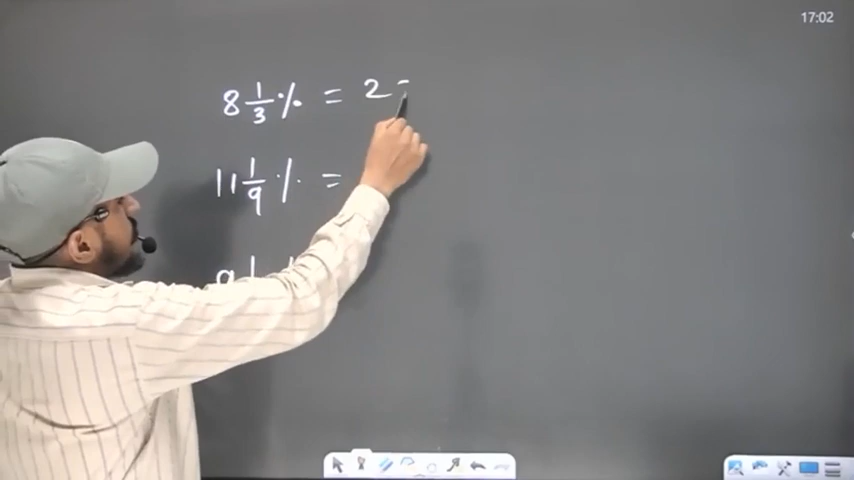 17:02
8 1/3 % = 2
11 1/9 % =